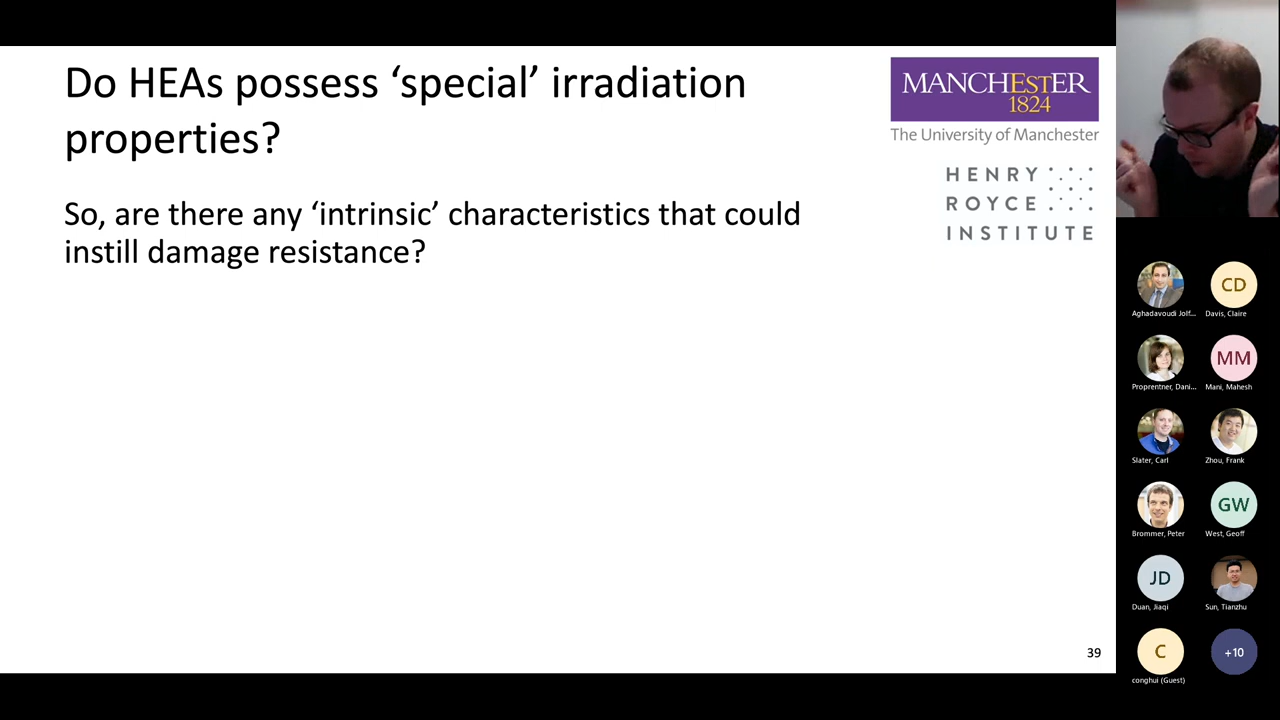 Do HEAs possess ‘special’ irradiation
properties?
So, are there any ‘intrinsic’ characteristics that could
instill damage resistance?
MANCHESTER
1824
The University of Manchester
HENRY
ROYCE
INSTITUTE
39
CD
Aghadavoudi Jolf...
Davis, Claire
MM
Proprentner, Dani...
Mani, Mahesh
Slater, Carl
Zhou, Frank
GW
Brommer, Peter
West, Geoff
JD
Duan, Jiaqi
Sun, Tianzhu
C
+10
conghui (Guest)